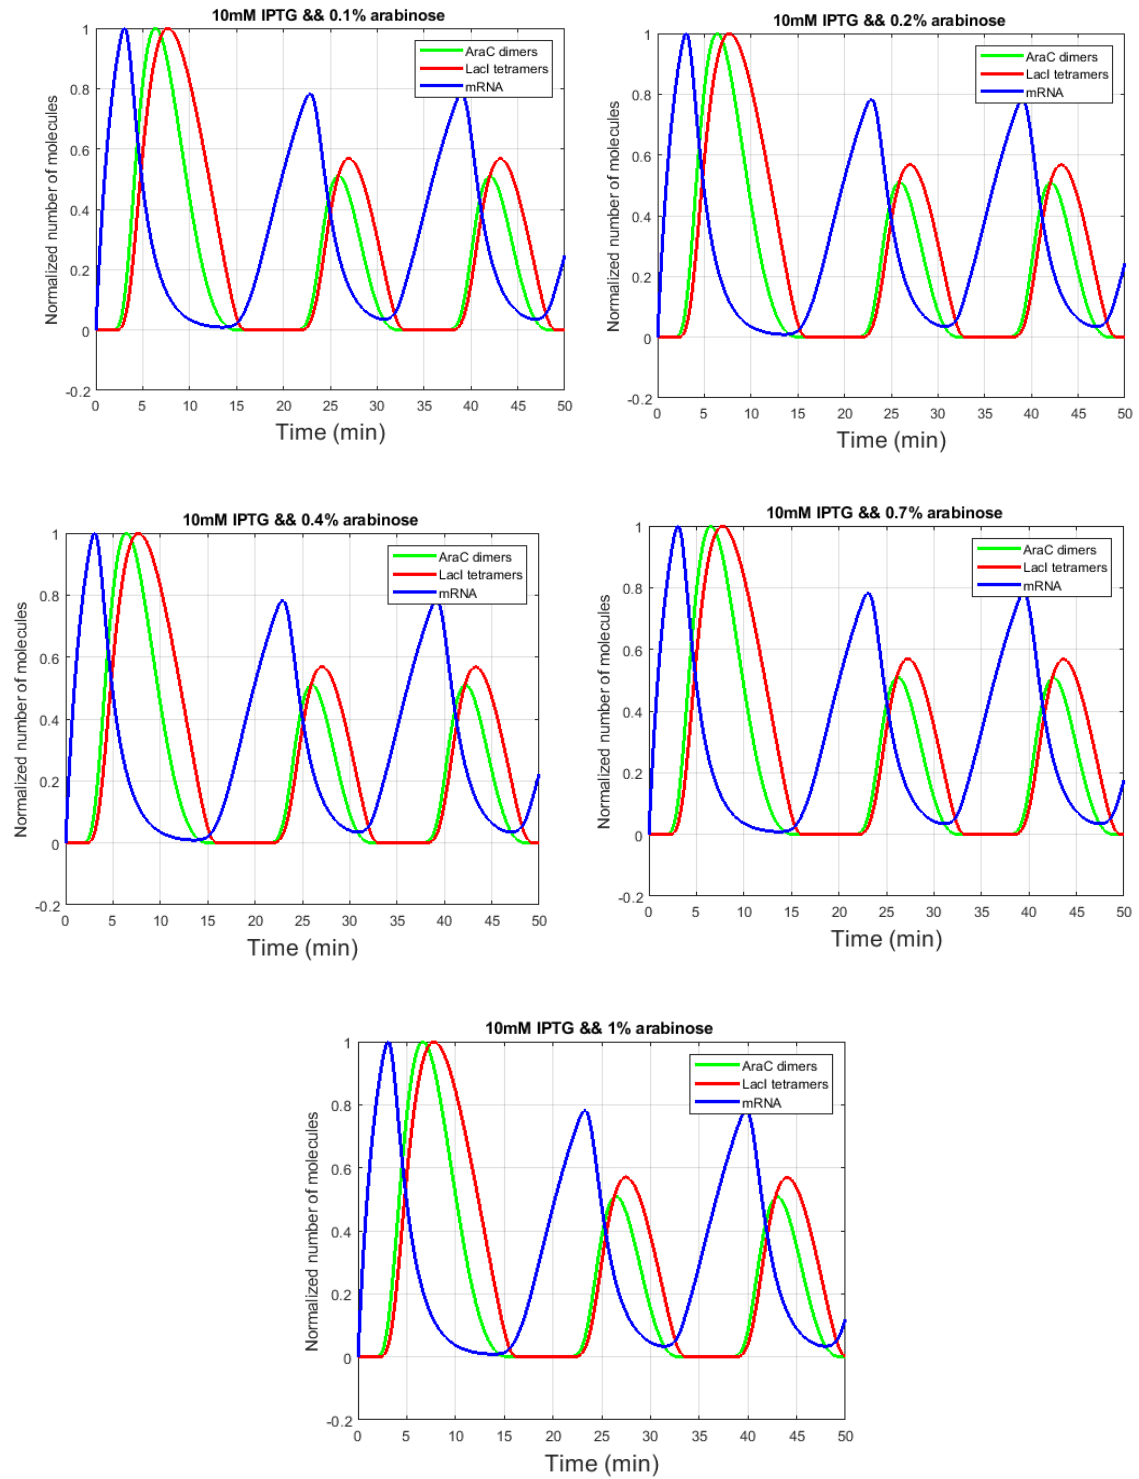 10mM IPTG && 0.1% arabinose
Normalized number of molecules
1
0.8
0.6
0.4
0.2
0
-0.2
AraC dimers
LacI tetramers
mRNA
0 5 10 15 20 25 30 35 40 45 50
Time (min)
10mM IPTG && 0.2% arabinose
Normalized number of molecules
1
0.8
0.6
0.4
0.2
0
-0.2
AraC dimers
LacI tetramers
mRNA
0 5 10 15 20 25 30 35 40 45 50
Time (min)
10mM IPTG && 0.4% arabinose
Normalized number of molecules
1
0.8
0.6
0.4
0.2
0
-0.2
AraC dimers
LacI tetramers
mRNA
0 5 10 15 20 25 30 35 40 45 50
Time (min)
10mM IPTG && 0.7% arabinose
Normalized number of molecules
1
0.8
0.6
0.4
0.2
0
-0.2
AraC dimers
LacI tetramers
mRNA
0 5 10 15 20 25 30 35 40 45 50
Time (min)
10mM IPTG && 1% arabinose
Normalized number of molecules
1
0.8
0.6
0.4
0.2
0
-0.2
AraC dimers
LacI tetramers
mRNA
0 5 10 15 20 25 30 35 40 45 50
Time (min)